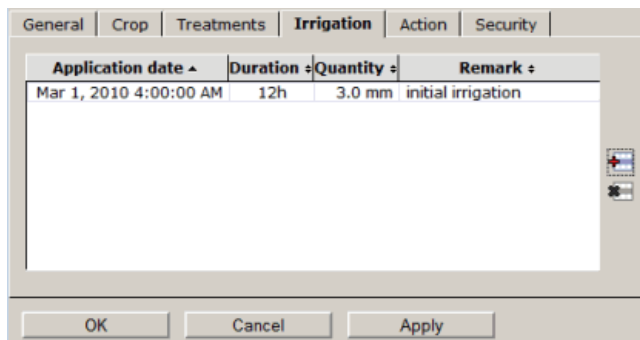 General Crop Treatments Irrigation Action Security
Application date Duration Quantity Remark
Mar 1, 2010 4:00:00 AM 12h 3.0 mm initial irrigation
OK Cancel Apply